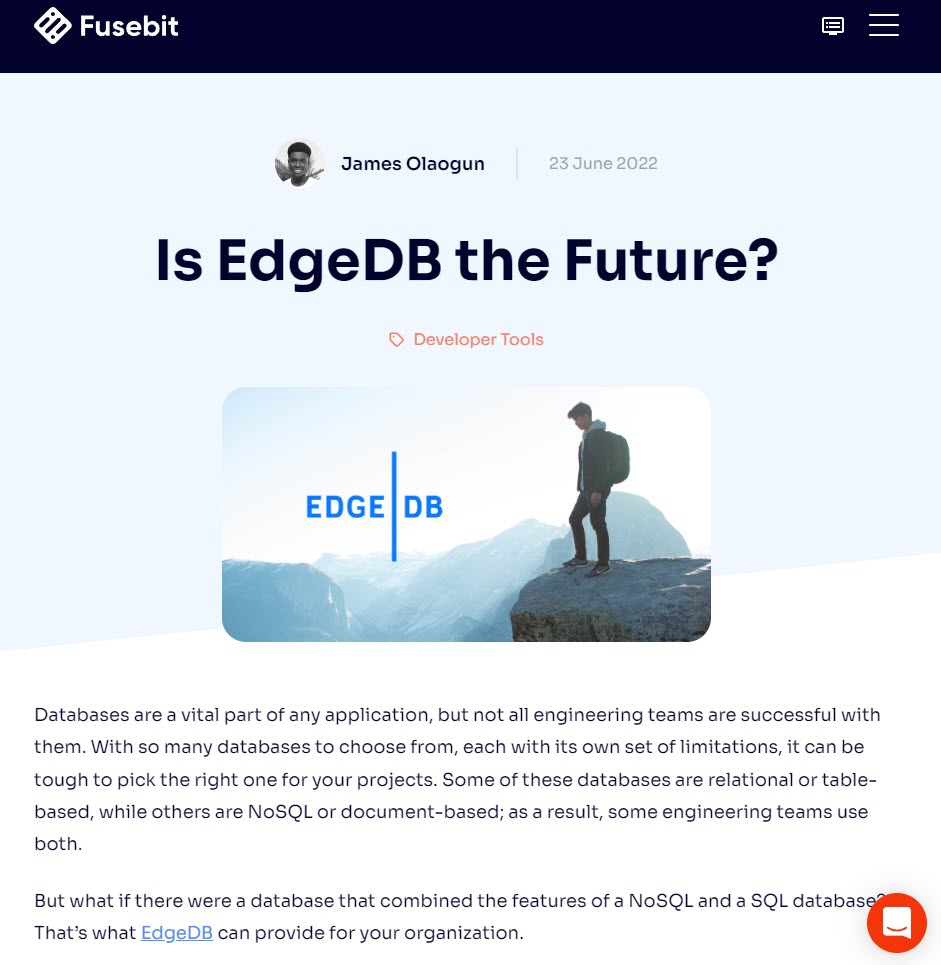 Fusebit
James Olaogun
23 June 2022
Is EdgeDB the Future?
Developer Tools
EDGE DB
Databases are a vital part of any application, but not all engineering teams are successful with
them. With so many databases to choose from, each with its own set of limitations, it can be
tough to pick the right one for your projects. Some of these databases are relational or table-
based, while others are NoSQL or document-based; as a result, some engineering teams use
both.
But what if there were a database that combined the features of a NoSQL and a SQL database?
That’s what EdgeDB can provide for your organization.